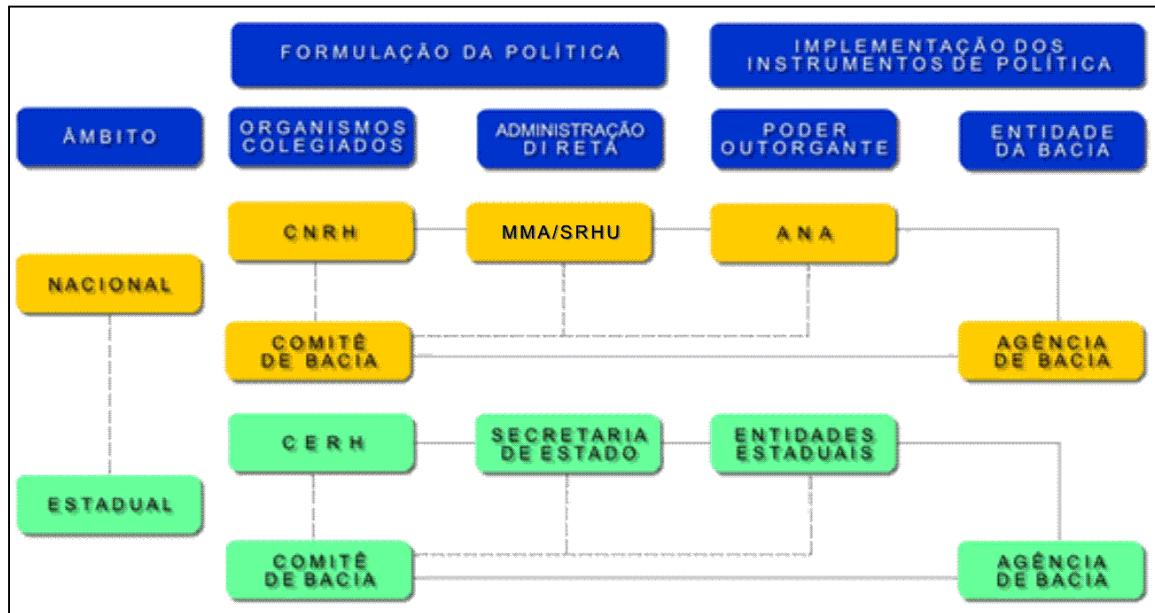 FORMULAÇÃO DA POLÍTICA
IMPLEMENTAÇÃO DOS
INSTRUMENTOS DE POLÍTICA
ÂMBITO
ORGANISMOS
COLEGIADOS
ADMINISTRAÇÃO
DIRETA
PODER
OUTORGANTE
ENTIDADE
DA BACIA
NACIONAL
CNRH
MMA/SRHU
ANA
COMITÊ
DE BACIA
AGÊNCIA
DE BACIA
ESTADUAL
CERH
SECRETARIA
DE ESTADO
ENTIDADES
ESTADUAIS
COMITÊ
DE BACIA
AGÊNCIA
DE BACIA